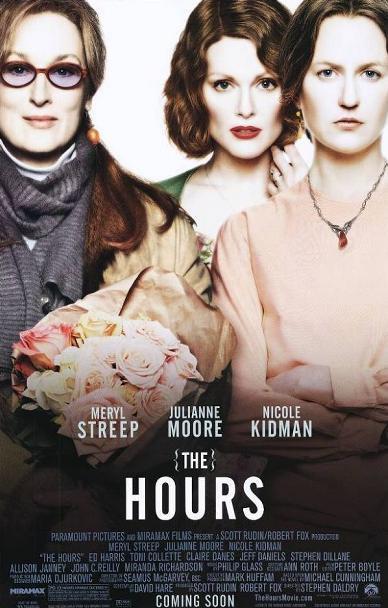 MERYL STREEP
JULIANNE MOORE
NICOLE KIDMAN
{THE}
HOURS
PARAMOUNT PICTURES AND MIRAMAX FILMS PRESENT A SCOTT RUDIN/ROBERT FOX PRODUCTION
MERYL STREEP JULIANNE MOORE NICOLE KIDMAN
"THE HOURS" ED HARRIS TONI COLLETTE CLAIRE DANES JEFF DANIELS STEPHEN DILLANE
ALLISON JANNEY JOHN C.REILLY MIRANDA RICHARDSON PHILIP GLASS ANN ROTH PETER BOYLE
MARIA DJURKOVIC SEAMUS McGARVEY, BSC MARK HUFFAM MICHAEL CUNNINGHAM
MIRAMAX DAVID HARE SCOTT RUDIN ROBERT FOX STEPHEN DALDRY
COMING SOON
TheHoursMovie.com